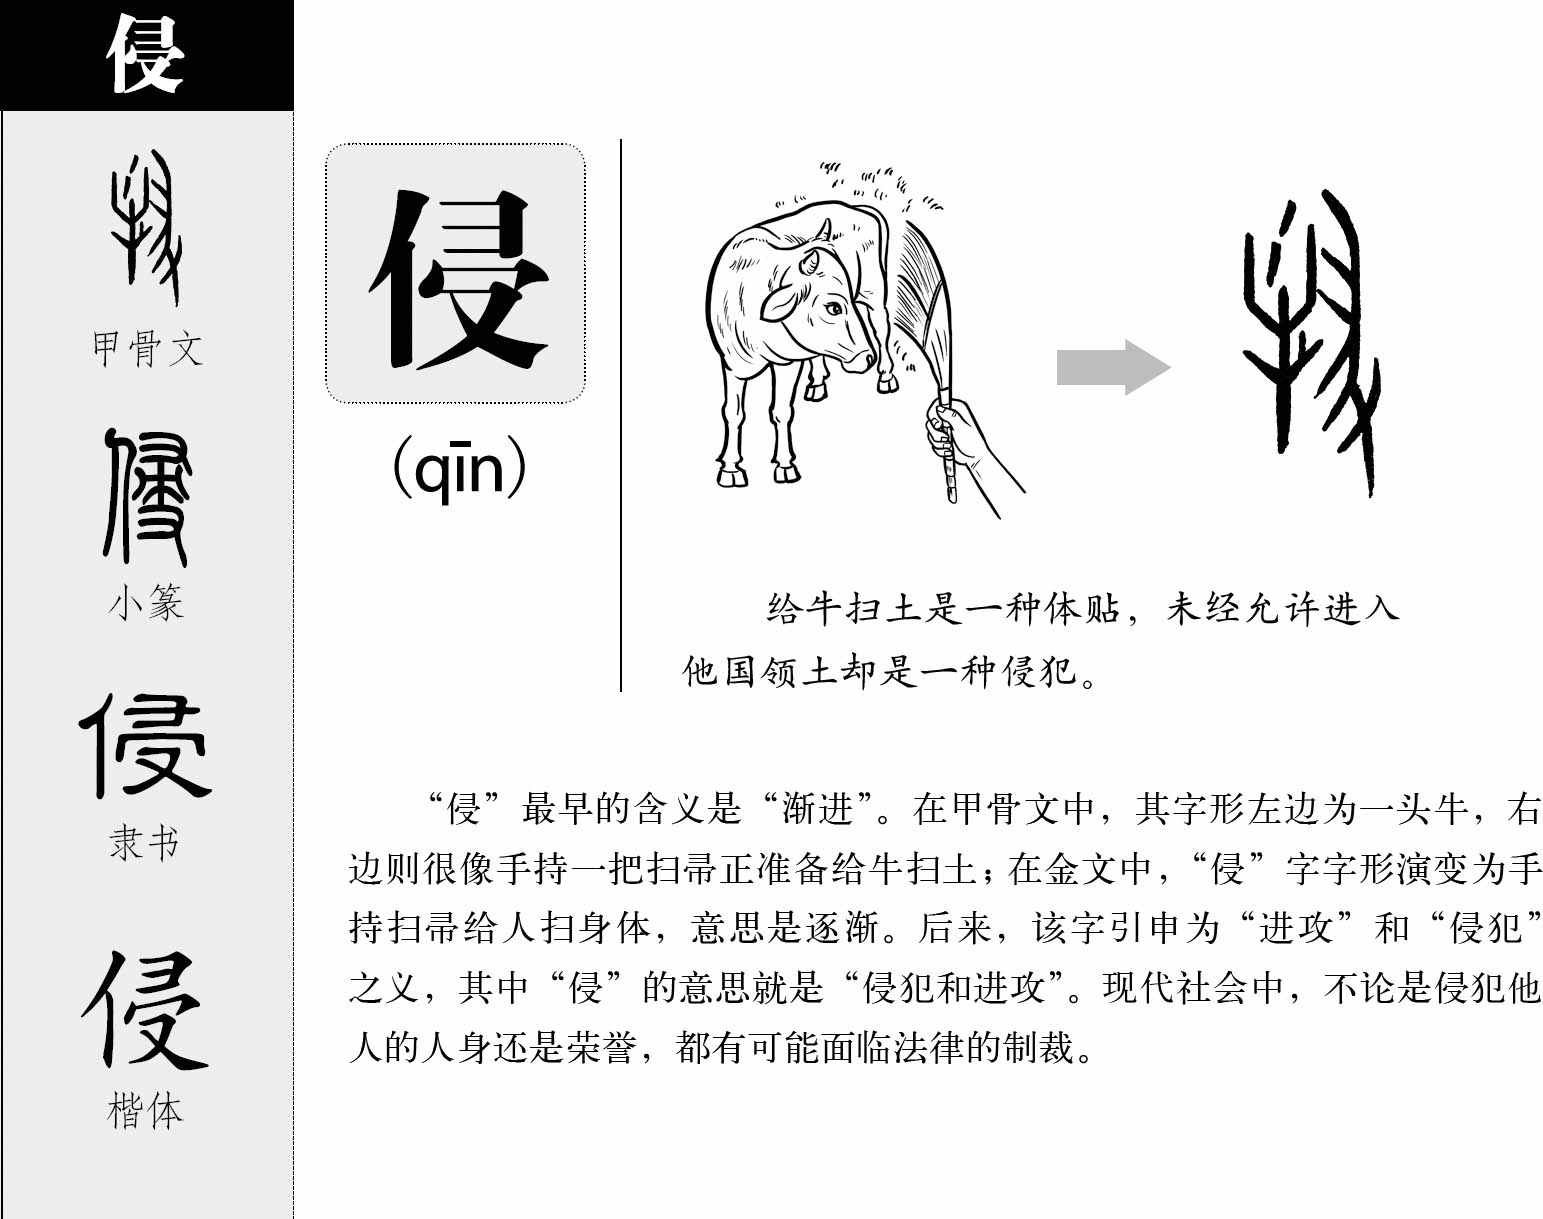 侵
甲骨文
小篆
隶书
楷体
侵
侵
侵
(qīn)
给牛扫土是一种体贴，未经允许进入
他国领土却是一种侵犯。
“侵”最早的含义是“渐进”。在甲骨文中，其字形左边为一头牛，右
边则很像手持一把扫帚正准备给牛扫土；在金文中，“侵”字字形演变为手
持扫帚给人扫身体，意思是逐渐。后来，该字引申为“进攻”和“侵犯”
之义，其中“侵”的意思就是“侵犯和进攻”。现代社会中，不论是侵犯他
人的人身还是荣誉，都有可能面临法律的制裁。